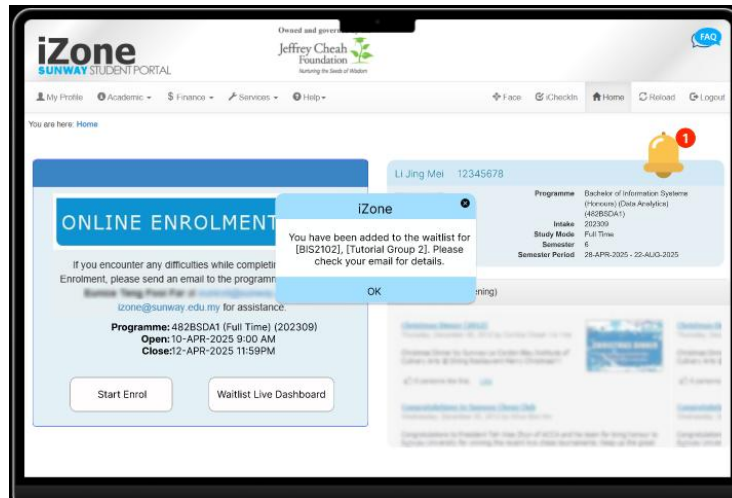 iZone
SUNWAY STUDENT PORTAL
Owned and govern
Jeffrey Cheah
Foundation
Nurturing the Seeds of Wisdom
FAQ
My Profile Academic Finance Services Help Face iCheckIn Home Reload Logout
You are here: Home
1
Li Jing Mei 12345678
ONLINE ENROLMENT
If you encounter any difficulties while completi
Enrolment, please send an email to the programm
izone@sunway.edu.my for assistance.
Programme: 482BSDA1 (Full Time) (202309)
Open: 10-APR-2025 9:00 AM
Close: 12-APR-2025 11:59PM
Start Enrol
Waitlist Live Dashboard
iZone
You have been added to the waitlist for
[BIS2102], [Tutorial Group 2]. Please
check your email for details.
OK
Programme Bachelor of Information Systems
(Honours) (Data Analytics)
(482BSDA1)
Intake 202309
Study Mode Full Time
Semester 6
Semester Period 28-APR-2025 - 22-AUG-2025
ening)